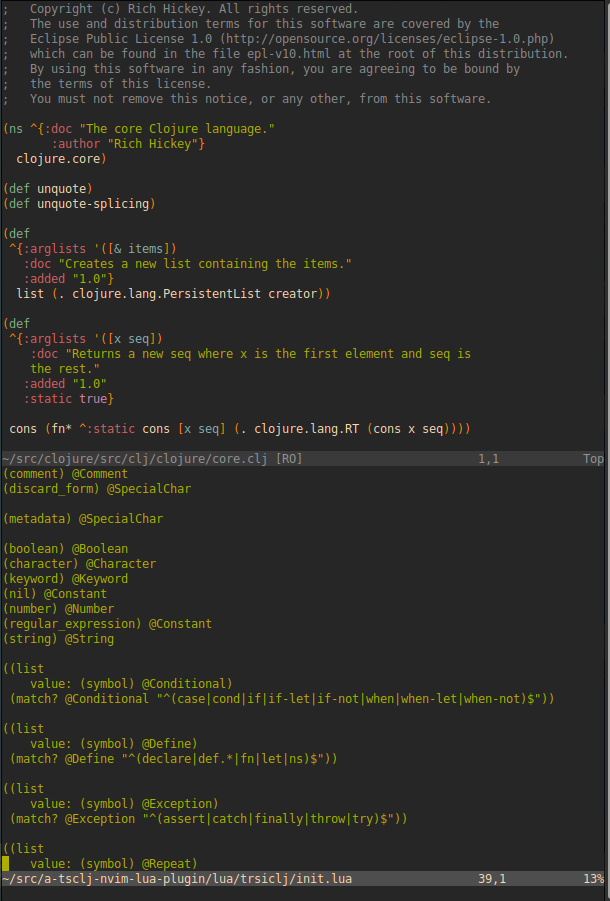 ;   Copyright (c) Rich Hickey. All rights reserved.
;   The use and distribution terms for this software are covered by the
;   Eclipse Public License 1.0 (http://opensource.org/licenses/eclipse-1.0.php)
;   which can be found in the file epl-v10.html at the root of this distribution.
;   By using this software in any fashion, you are agreeing to be bound by
;   the terms of this license.
;   You must not remove this notice, or any other, from this software.

(ns ^{:doc "The core Clojure language."
       :author "Rich Hickey"}
  clojure.core)

(def unquote)
(def unquote-splicing)

(def
 ^{:arglists '([& items])
   :doc "Creates a new list containing the items."
   :added "1.0"}
  list (. clojure.lang.PersistentList creator))

(def
 ^{:arglists '([x seq])
    :doc "Returns a new seq where x is the first element and seq is
    the rest."
   :added "1.0"
   :static true}

 cons (fn* ^:static cons [x seq] (. clojure.lang.RT (cons x seq))))

~/src/clojure/src/clj/clojure/core.clj [RO]                         1,1            Top
(comment) @Comment
(discard_form) @SpecialChar

(metadata) @SpecialChar

(boolean) @Boolean
(character) @Character
(keyword) @Keyword
(nil) @Constant
(number) @Number
(regular_expression) @Constant
(string) @String

((list
    value: (symbol) @Conditional)
 (match? @Conditional "^(case|cond|if|if-let|if-not|when|when-let|when-not)$"))

((list
    value: (symbol) @Define)
 (match? @Define "^(declare|def.*|fn|let|ns)$"))

((list
    value: (symbol) @Exception)
 (match? @Exception "^(assert|catch|finally|throw|try)$"))

((list
    value: (symbol) @Repeat)
~/src/a-tsclj-nvim-lua-plugin/lua/trsiclj/init.lua                  39,1           13%